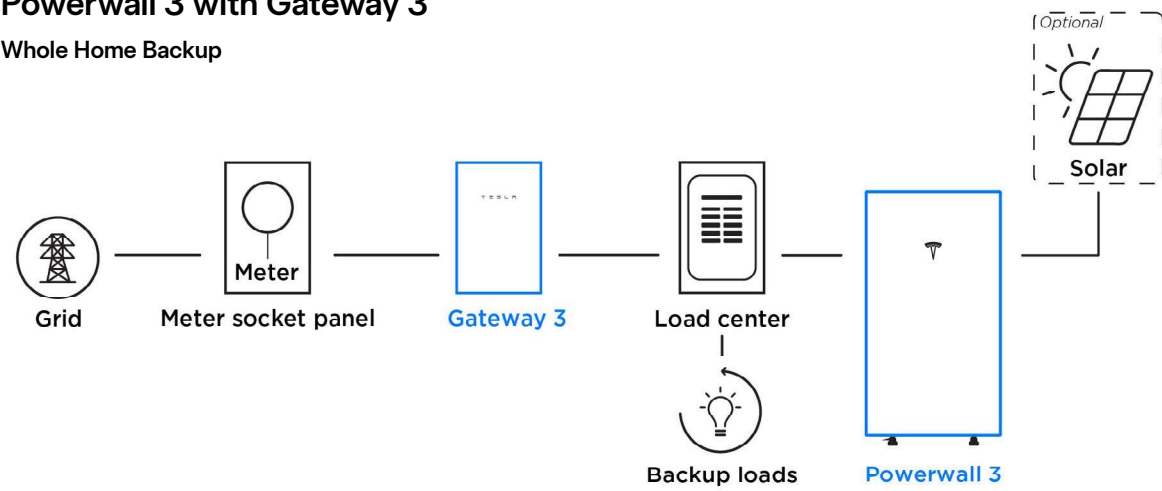 Powerwall 3 with Gateway 3
Whole Home Backup
Optional
Solar
TESLA
Meter
Grid
Meter socket panel
Gateway 3
Load center
Backup loads
Powerwall 3